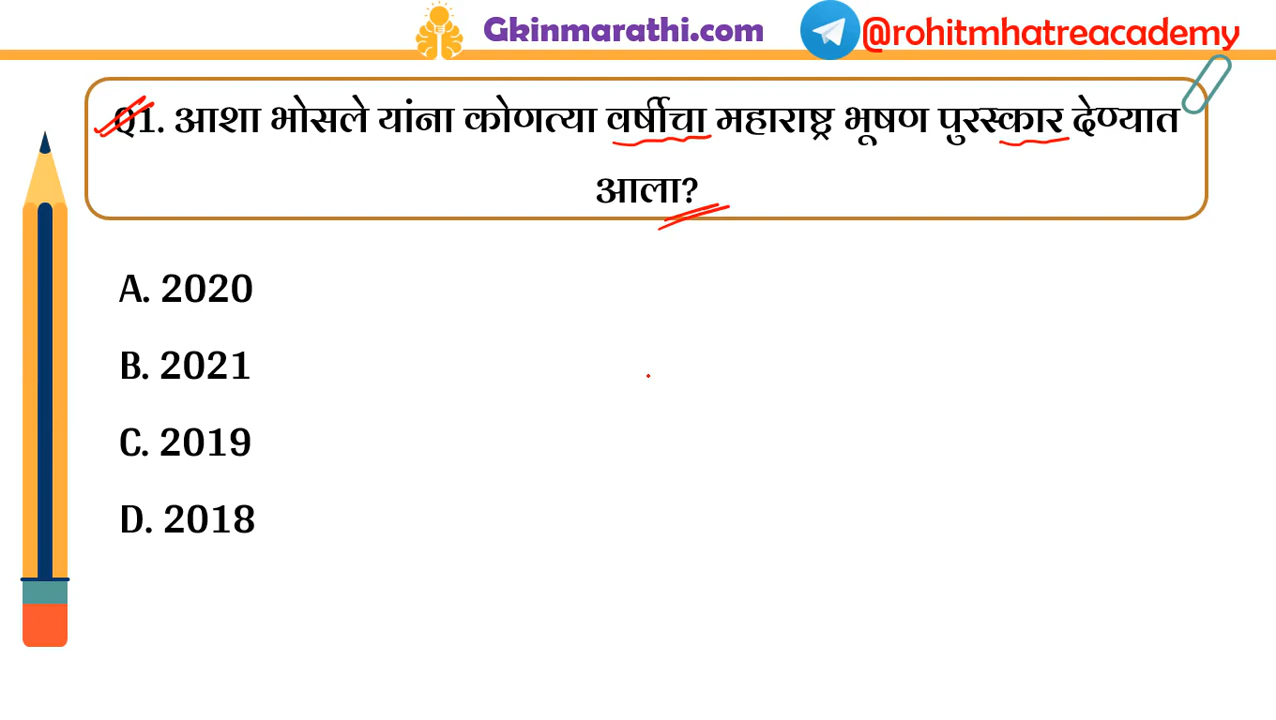 Gkinmarathi.com @rohitmhatreacademy
Q1. आशा भोसले यांना कोणत्या वर्षीचा महाराष्ट्र भूषण पुरस्कार देण्यात
आला?
A. 2020
B. 2021
C. 2019
D. 2018